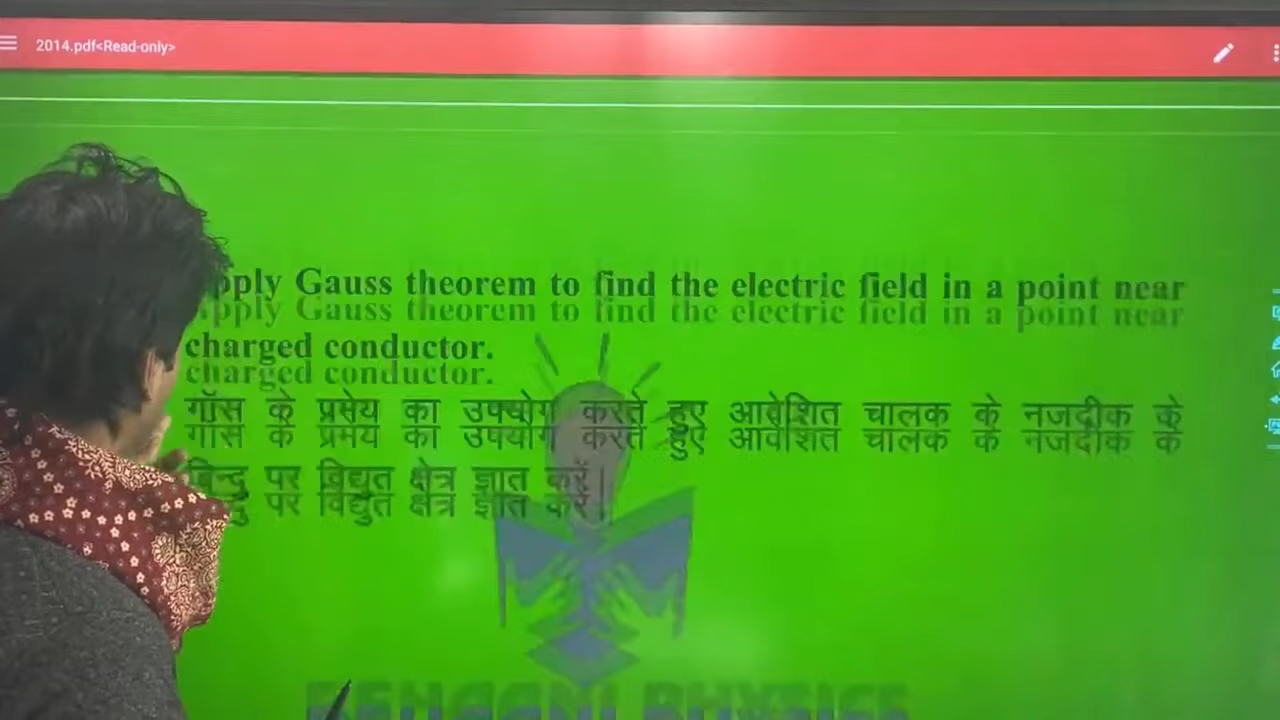 2014.pdf<Read-only>
pply Gauss theorem to find the electric field in a point near
charged conductor.
गॉस के प्रमेय का उपयोग करते हुए आवेशित चालक के नजदीक के
बिन्दु पर विद्युत क्षेत्र ज्ञात करें।